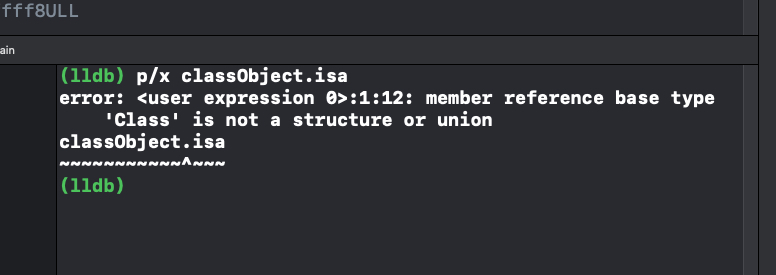 fff8ULL
ain
(lldb) p/x classObject.isa
error: <user expression 0>:1:12: member reference base type
    'Class' is not a structure or union
classObject.isa
~~~~~~~~~~~^~~~
(lldb)